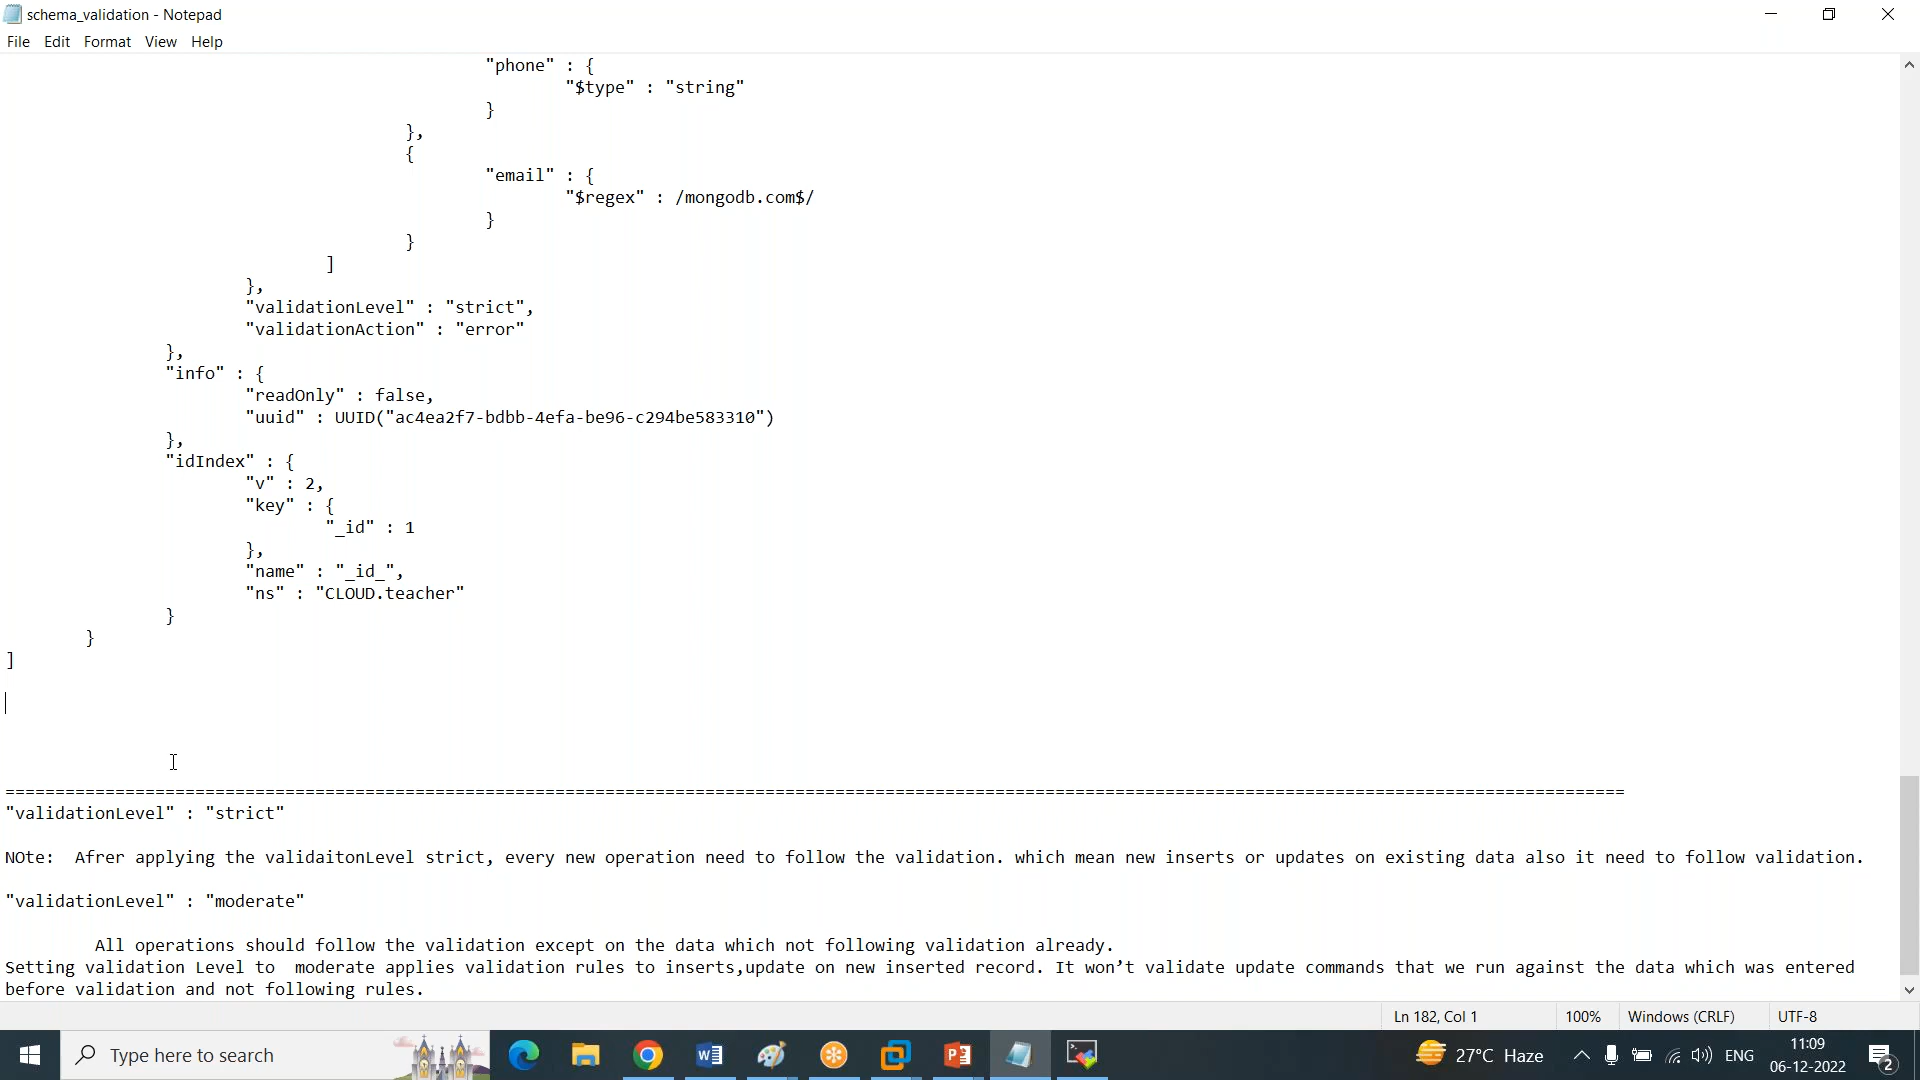 schema_validation - Notepad
File Edit Format View Help
"phone" : {
"$type" : "string"
}
},
{
"email" : {
"$regex" : /mongodb.com$/
}
}
]
},
"validationLevel" : "strict",
"validationAction" : "error"
},
"info" : {
"readOnly" : false,
"uuid" : UUID("ac4ea2f7-bdbb-4efa-be96-c294be583310")
},
"idIndex" : {
"v" : 2,
"key" : {
"_id" : 1
},
"name" : "_id_",
"ns" : "CLOUD.teacher"
}
}
]
==================================================================================================================================================================
"validationLevel" : "strict"
NOte:  Afrer applying the validaitonLevel strict, every new operation need to follow the validation. which mean new inserts or updates on existing data also it need to follow validation.
"validationLevel" : "moderate"
All operations should follow the validation except on the data which not following validation already.
Setting validation Level to  moderate applies validation rules to inserts,update on new inserted record. It won’t validate update commands that we run against the data which was entered
before validation and not following rules.
Ln 182, Col 1 100% Windows (CRLF) UTF-8
Type here to search
27°C Haze
ENG
11:09
06-12-2022
2